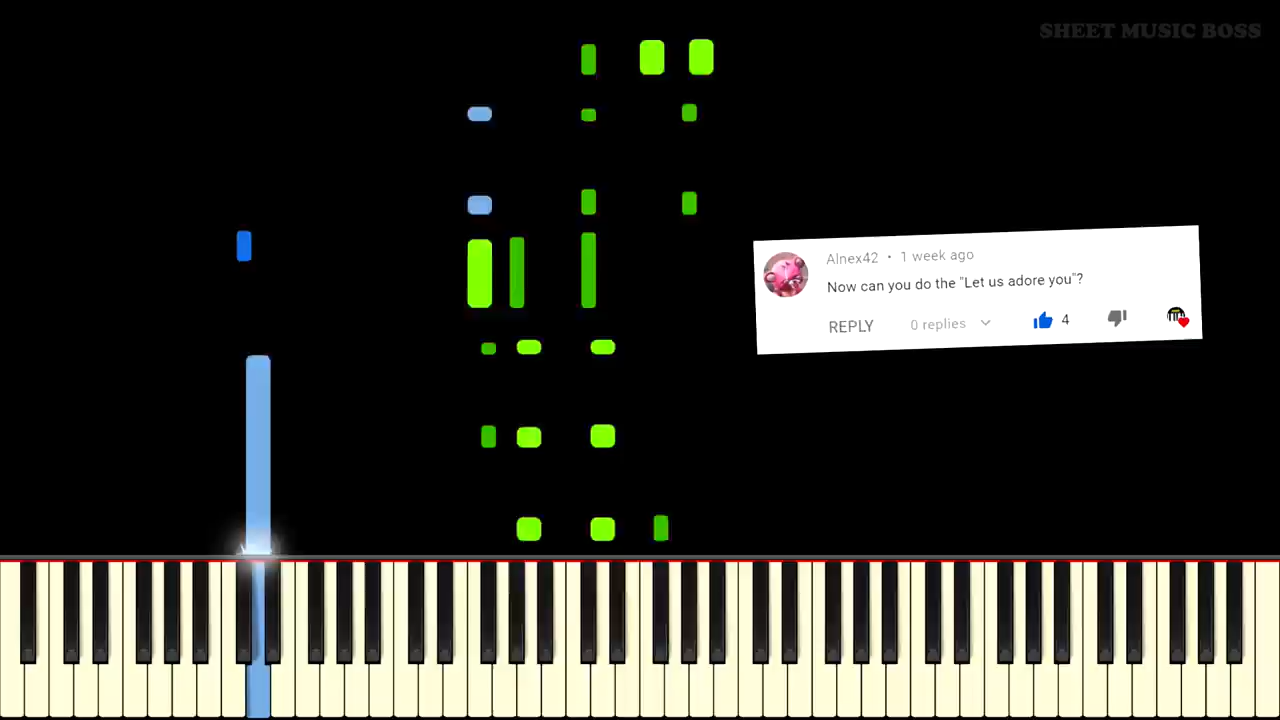 SHEET MUSIC BOSS
Alnex42 • 1 week ago
Now can you do the "Let us adore you"?
REPLY 0 replies 4